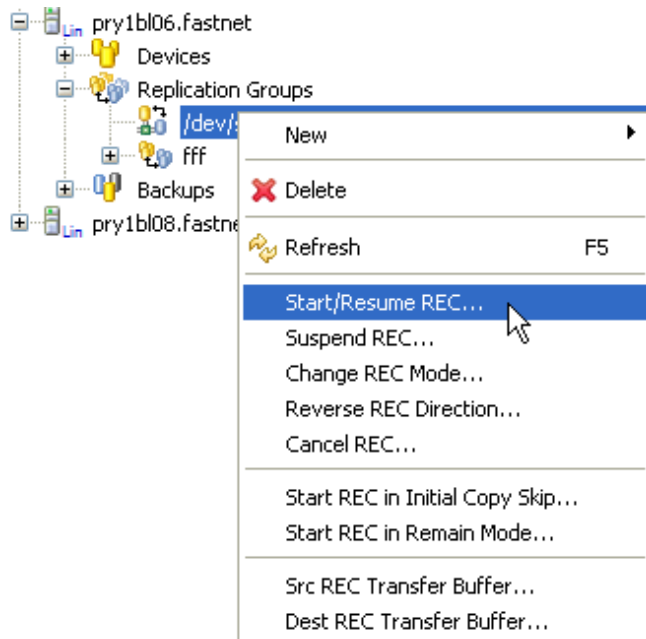 Lin pry1bl06.fastnet
Devices
Replication Groups
/dev/
fff
Backups
Lin pry1bl08.fastne
New
Delete
Refresh F5
Start/Resume REC...
Suspend REC...
Change REC Mode...
Reverse REC Direction...
Cancel REC...
Start REC in Initial Copy Skip...
Start REC in Remain Mode...
Src REC Transfer Buffer...
Dest REC Transfer Buffer...